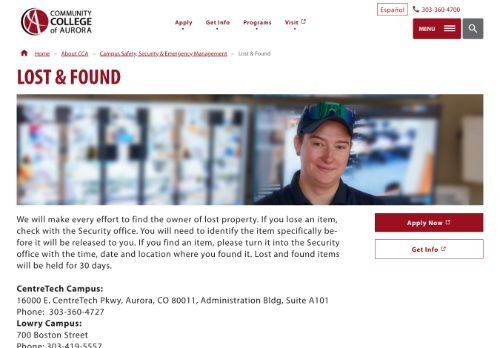 COMMUNITY
COLLEGE
of AURORA
Apply
Get Info
Programs
Visit
Español
303-360-4700
MENU
Home – About CCA – Campus Safety, Security & Emergency Management – Lost & Found
LOST & FOUND
We will make every effort to find the owner of lost property. If you lose an item,
check with the Security office. You will need to identify the item specifically be-
fore it will be released to you. If you find an item, please turn it into the Security
office with the time, date and location where you found it. Lost and found items
will be held for 30 days.
Apply Now
Get Info
CentreTech Campus:
16000 E. CentreTech Pkwy, Aurora, CO 80011, Administration Bldg, Suite A101
Phone: 303-360-4727
Lowry Campus:
700 Boston Street
Phone: 303-419-5557